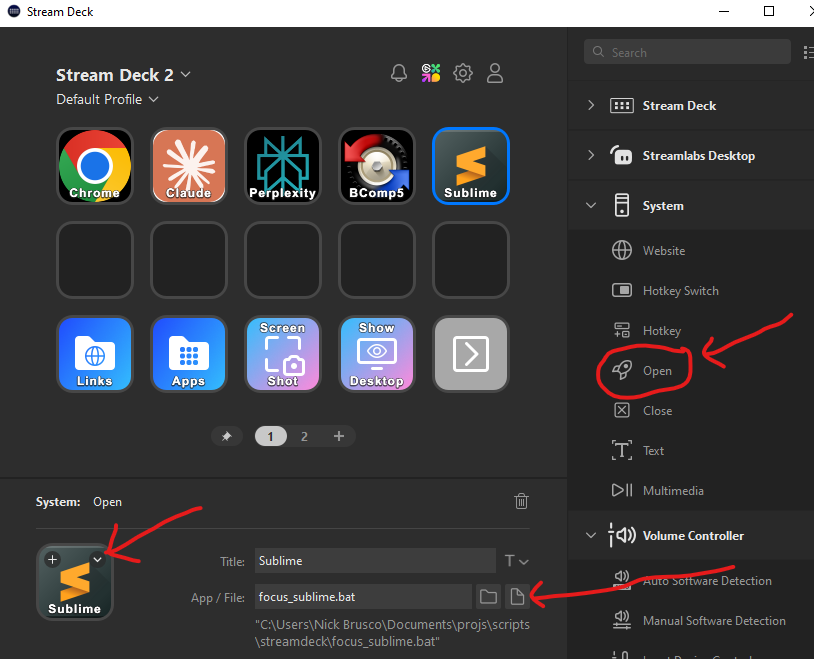 Stream Deck
Stream Deck 2
Default Profile
Chrome
Claude
Perplexity
BComp5
Sublime
Links
Apps
Screen
Shot
Show
Desktop
1
2
+
System: Open
Sublime
Title:
Sublime
T
App / File:
focus_sublime.bat
"C:\Users\Nick Brusco\Documents\projs\scripts
\streamdeck\focus_sublime.bat"
Search
Stream Deck
Streamlabs Desktop
System
Website
Hotkey Switch
Hotkey
Open
Close
Text
Multimedia
Volume Controller
Auto Software Detection
Manual Software Detection